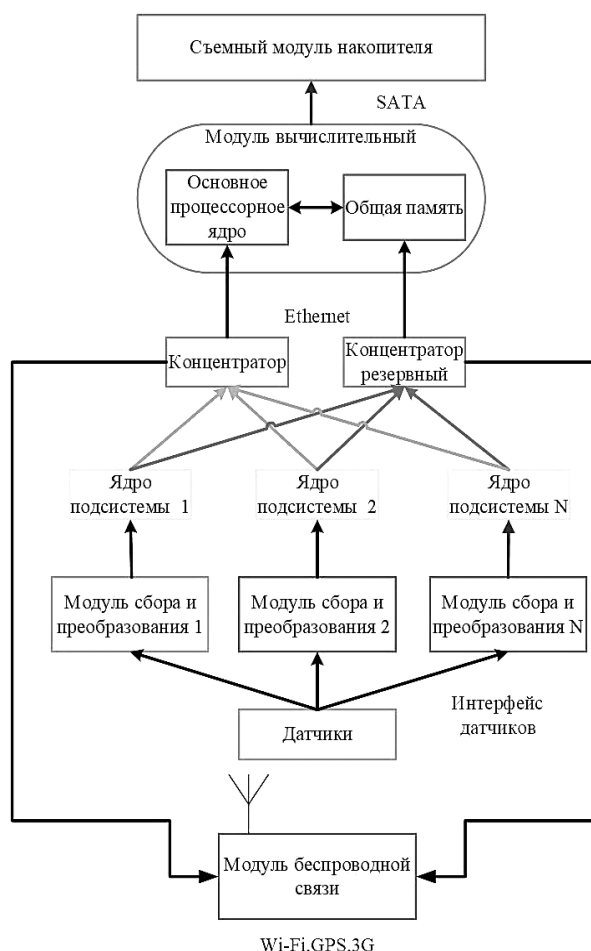 Съемный модуль накопителя
SATA
Модуль вычислительный
Основное
процессорное
ядро
Общая память
Ethernet
Концентратор
Концентратор
резервный
Ядро
подсистемы 1
Ядро
подсистемы 2
Ядро
подсистемы N
Модуль сбора и
преобразования 1
Модуль сбора и
преобразования 2
Модуль сбора и
преобразования N
Интерфейс
датчиков
Датчики
Модуль беспроводной
связи
Wi-Fi,GPS,3G